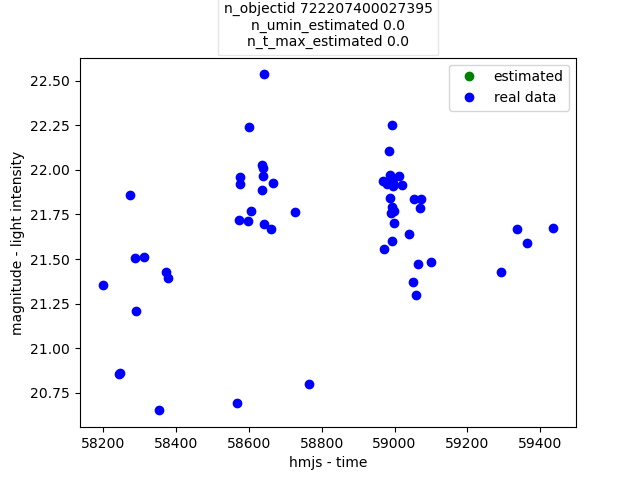 n_objectid 722207400027395
n_umin_estimated 0.0
n_t_max_estimated 0.0
estimated
real data
22.50
22.25
22.00
21.75
21.50
21.25
21.00
20.75
magnitude - light intensity
58200 58400 58600 58800 59000 59200 59400
hmjs - time